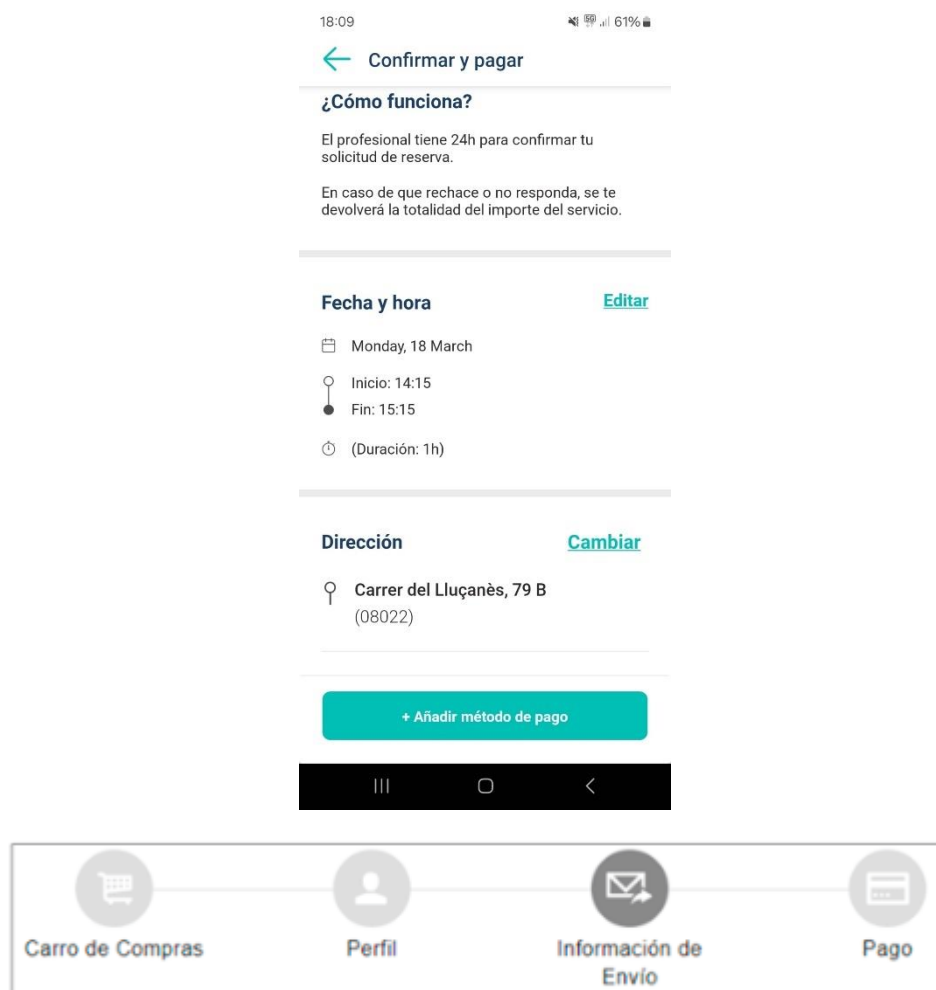 18:09 5G 61%
Confirmar y pagar
¿Cómo funciona?
El profesional tiene 24h para confirmar tu
solicitud de reserva.
En caso de que rechace o no responda, se te
devolverá la totalidad del importe del servicio.
Fecha y hora Editar
Monday, 18 March
Inicio: 14:15
Fin: 15:15
(Duración: 1h)
Dirección Cambiar
Carrer del Lluçanès, 79 B
(08022)
+ Añadir método de pago
Carro de Compras Perfil Información de Pago
Envío